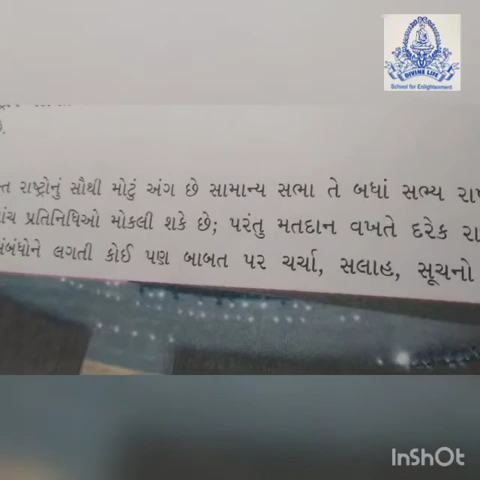 DIVINE LIFE
School for Enlightenment
છે.
રાષ્ટ્રોનું સૌથી મોટું અંગ છે સામાન્ય સભા તે બધાં સભ્ય
પ્રતિનિધિઓ મોકલી શકે છે; પરંતુ મતદાન વખતે દરેક
લગતી કોઈ પણ બાબત પર ચર્ચા, સલાહ, સૂચનો
InShOt